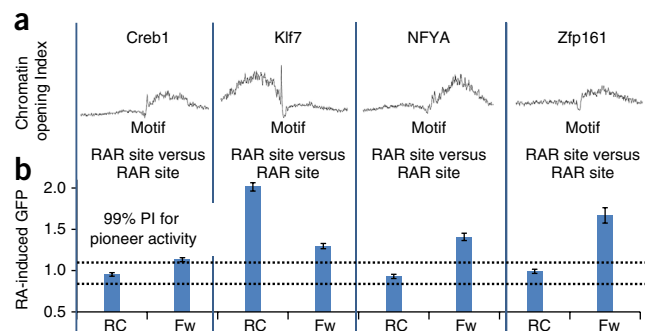 a
Creb1 Klf7 NFYA Zfp161
Chromatin
opening Index
Motif Motif Motif Motif
RAR site versus RAR site versus RAR site versus RAR site versus
RAR site RAR site RAR site RAR site
b
RA-induced GFP
2.0
1.5
1.0
0.5
99% PI for
pioneer activity
RC Fw RC Fw RC Fw RC Fw